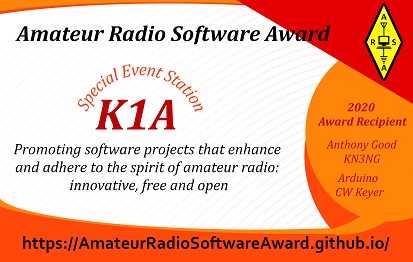 Amateur Radio Software Award
A
R S
A
Special Event Station
K1A
Promoting software projects that enhance
and adhere to the spirit of amateur radio:
innovative, free and open
2020
Award Recipient
Anthony Good
KN3NG
Arduino
CW Keyer
https://AmateurRadioSoftwareAward.github.io/